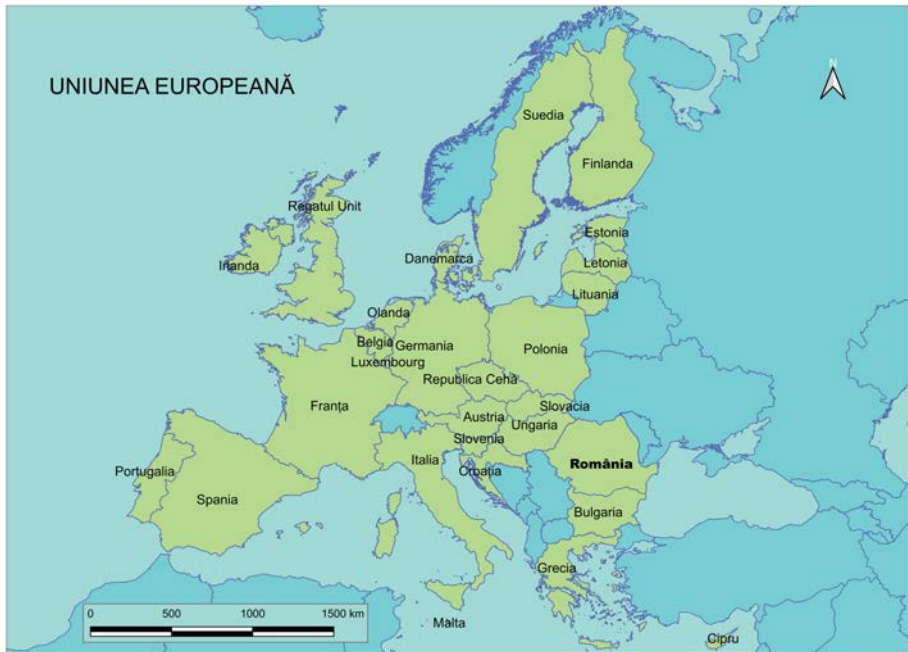 UNIUNEA EUROPEANĂ
N
Suedia
Finlanda
Regatul Unit
Estonia
Irlanda
Danemarca
Letonia
Lituania
Olanda
Belgia
Germania
Polonia
Luxembourg
Republica Cehă
Franța
Slovacia
Austria
Ungaria
Slovenia
Italia
Croația
România
Portugalia
Spania
Bulgaria
Grecia
0 500 1000 1500 km
Malta
Cipru